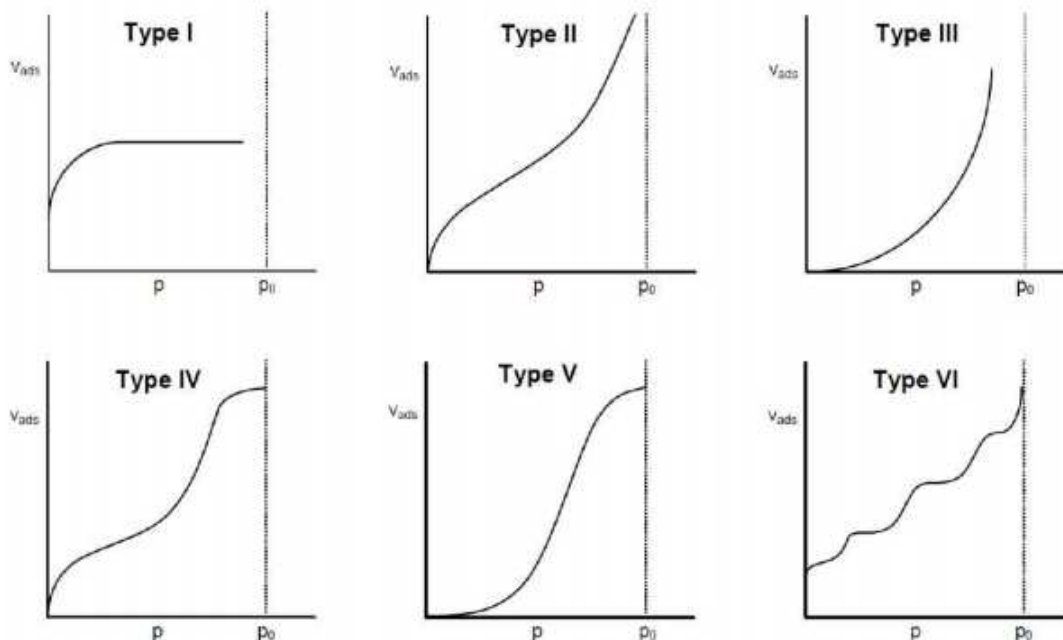 Type I
Vads
p
p0
Type II
Vads
p
p0
Type III
Vads
p
p0
Type IV
Vads
p
p0
Type V
Vads
p
p0
Type VI
Vads
p
p0